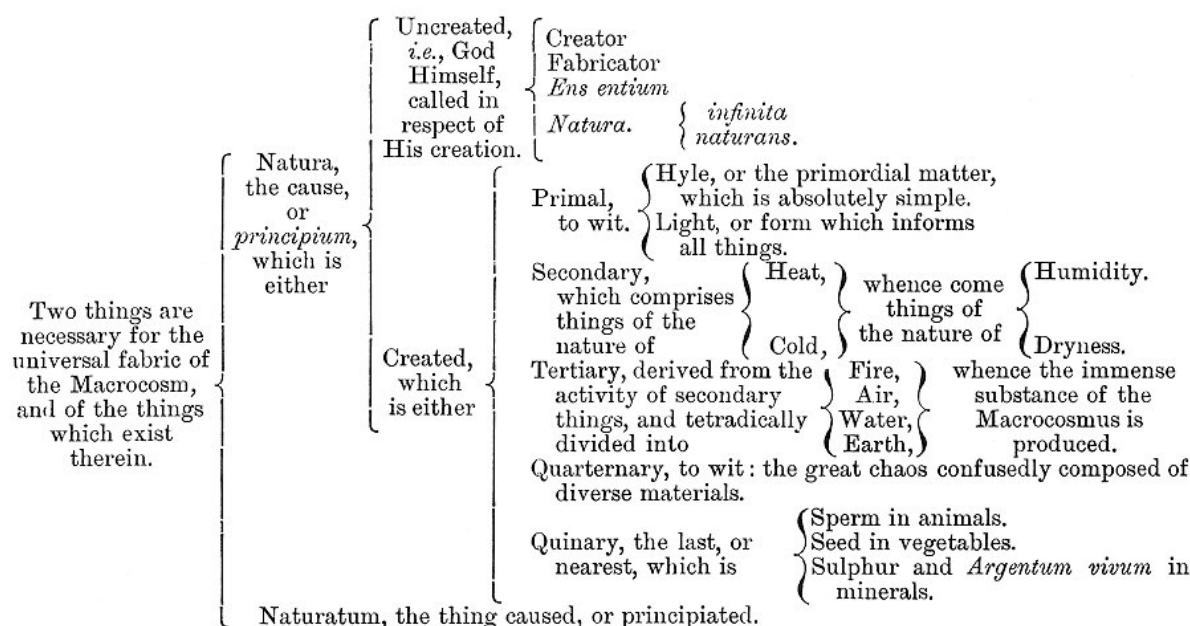 Two things are
necessary for the
universal fabric of
the Macrocosm,
and of the things
which exist
therein.
Natura,
the cause,
or
principium,
which is
either
Uncreated,
i.e., God
Himself,
called in
respect of
His creation.
Creator
Fabricator
Ens entium
Natura.
infinita
naturans.
Created,
which
is either
Primal,
to wit.
Hyle, or the primordial matter,
which is absolutely simple.
Light, or form which informs
all things.
Secondary,
which comprises
things of the
nature of
Heat,
Cold,
whence come
things of
the nature of
Humidity.
Dryness.
Tertiary, derived from the
activity of secondary
things, and tetradically
divided into
Fire,
Air,
Water,
Earth,
whence the immense
substance of the
Macrocosmus is
produced.
Quarternary, to wit: the great chaos confusedly composed of
diverse materials.
Quinary, the last, or
nearest, which is
Sperm in animals.
Seed in vegetables.
Sulphur and Argentum vivum in
minerals.
Naturatum, the thing caused, or principiated.